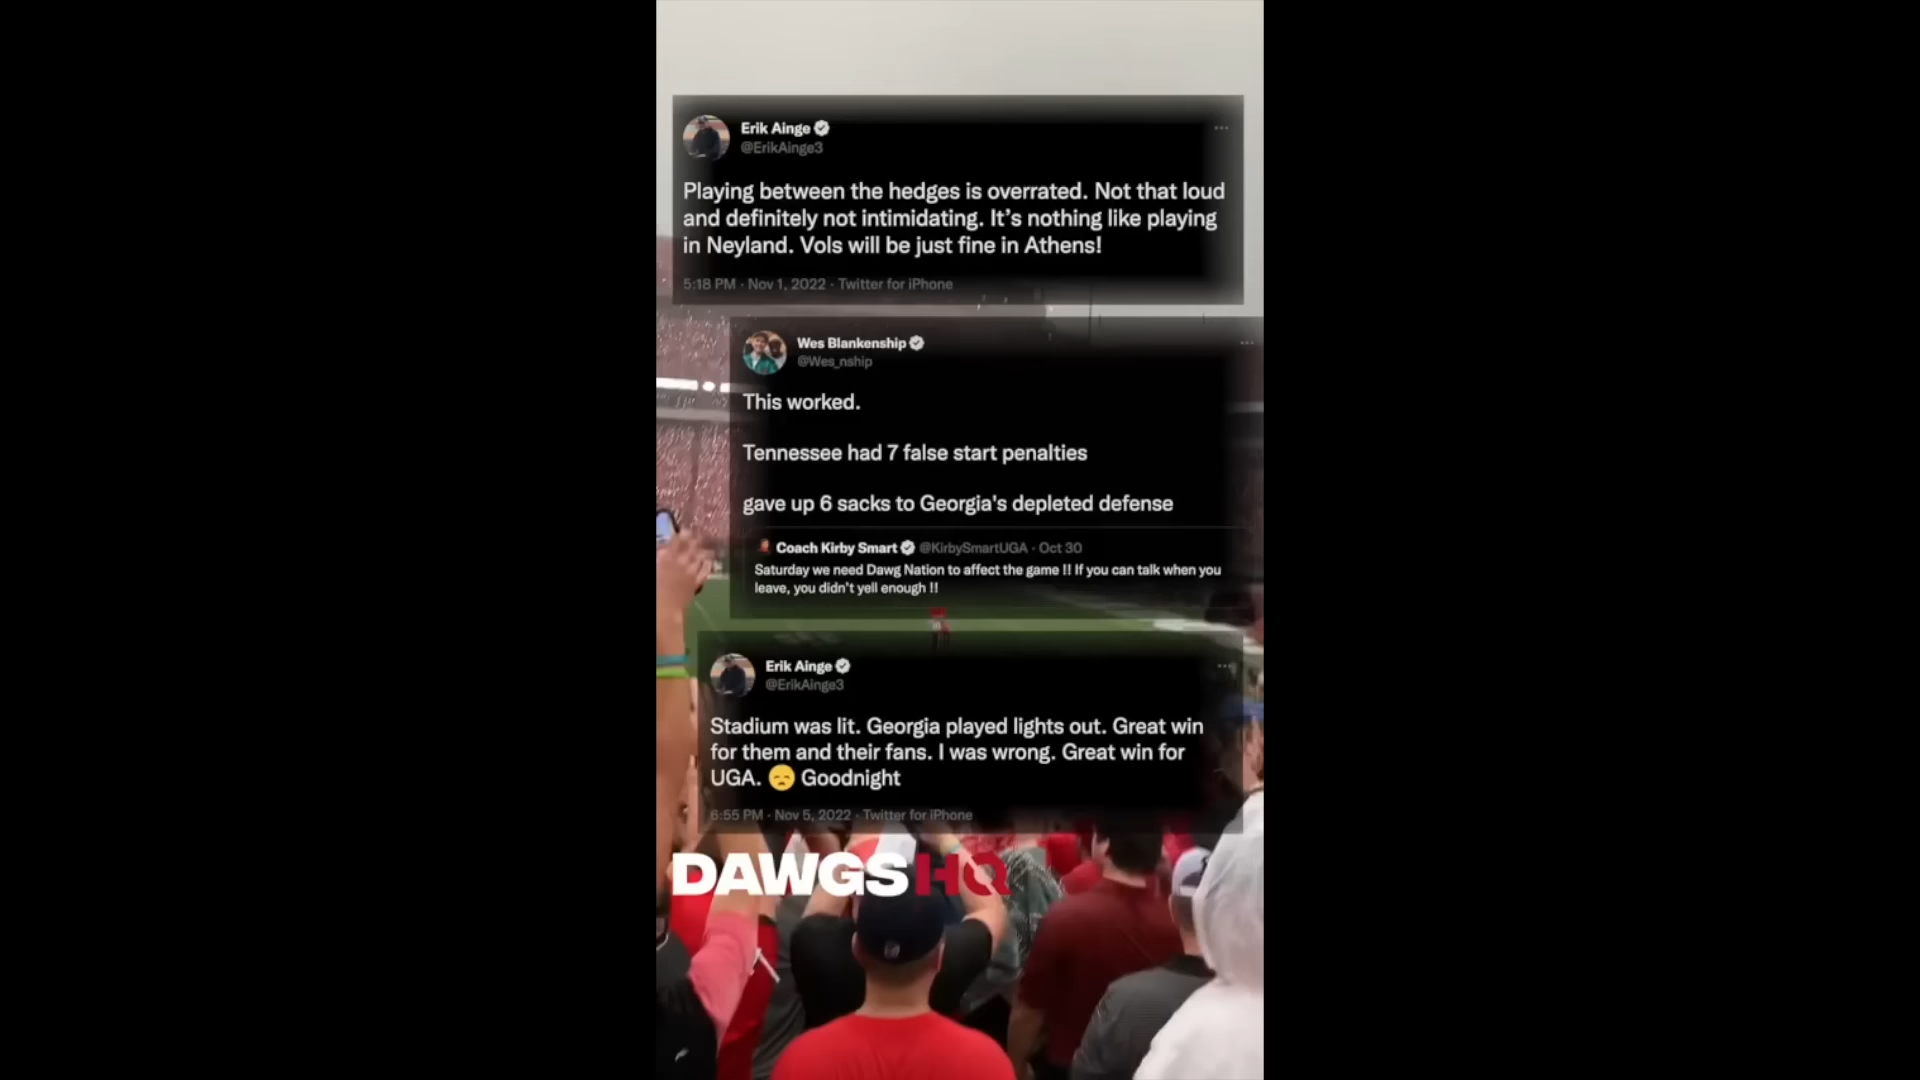 Erik Ainge
@ErikAinge3
Playing between the hedges is overrated. Not that loud
and definitely not intimidating. It’s nothing like playing
in Neyland. Vols will be just fine in Athens!
5:18 PM · Nov 1, 2022 · Twitter for iPhone
Wes Blankenship
@Wes_nship
This worked.
Tennessee had 7 false start penalties
gave up 6 sacks to Georgia's depleted defense
Coach Kirby Smart @KirbySmartUGA · Oct 30
Saturday we need Dawg Nation to affect the game !! If you can talk when you
leave, you didn't yell enough !!
Erik Ainge
@ErikAinge3
Stadium was lit. Georgia played lights out. Great win
for them and their fans. I was wrong. Great win for
UGA. 😞 Goodnight
6:55 PM · Nov 5, 2022 · Twitter for iPhone
DAWGSHQ